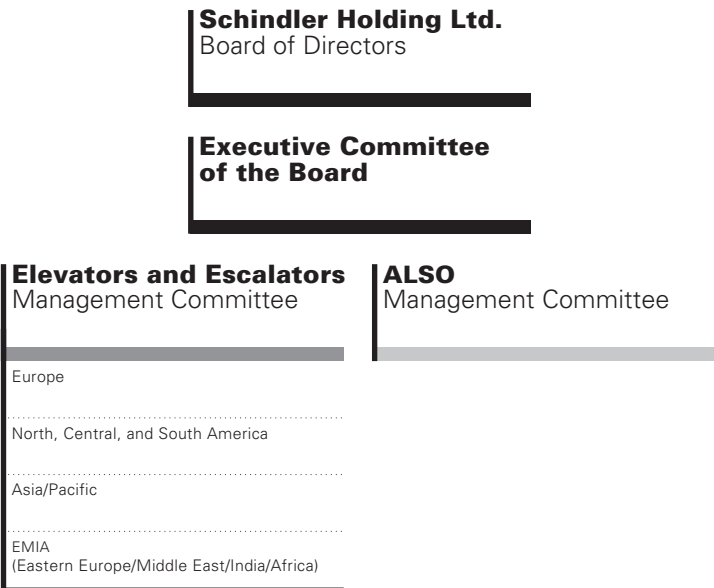 Schindler Holding Ltd.
Board of Directors
Executive Committee
of the Board
Elevators and Escalators
Management Committee
Europe
North, Central, and South America
Asia/Pacific
EMIA
(Eastern Europe/Middle East/India/Africa)
ALSO
Management Committee